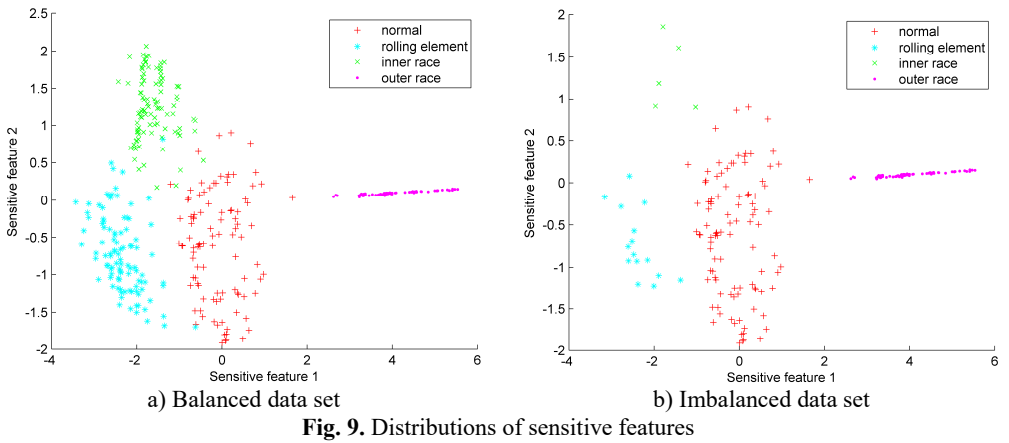 2.5
2
1.5
1
0.5
0
-0.5
-1
-1.5
-2
-4
-2
0
2
4
6
Sensitive feature 2
Sensitive feature 1
normal
rolling element
inner race
outer race
a) Balanced data set
2
1.5
1
0.5
0
-0.5
-1
-1.5
-2
-4
-2
0
2
4
6
Sensitive feature 2
Sensitive feature 1
normal
rolling element
inner race
outer race
b) Imbalanced data set
Fig. 9. Distributions of sensitive features